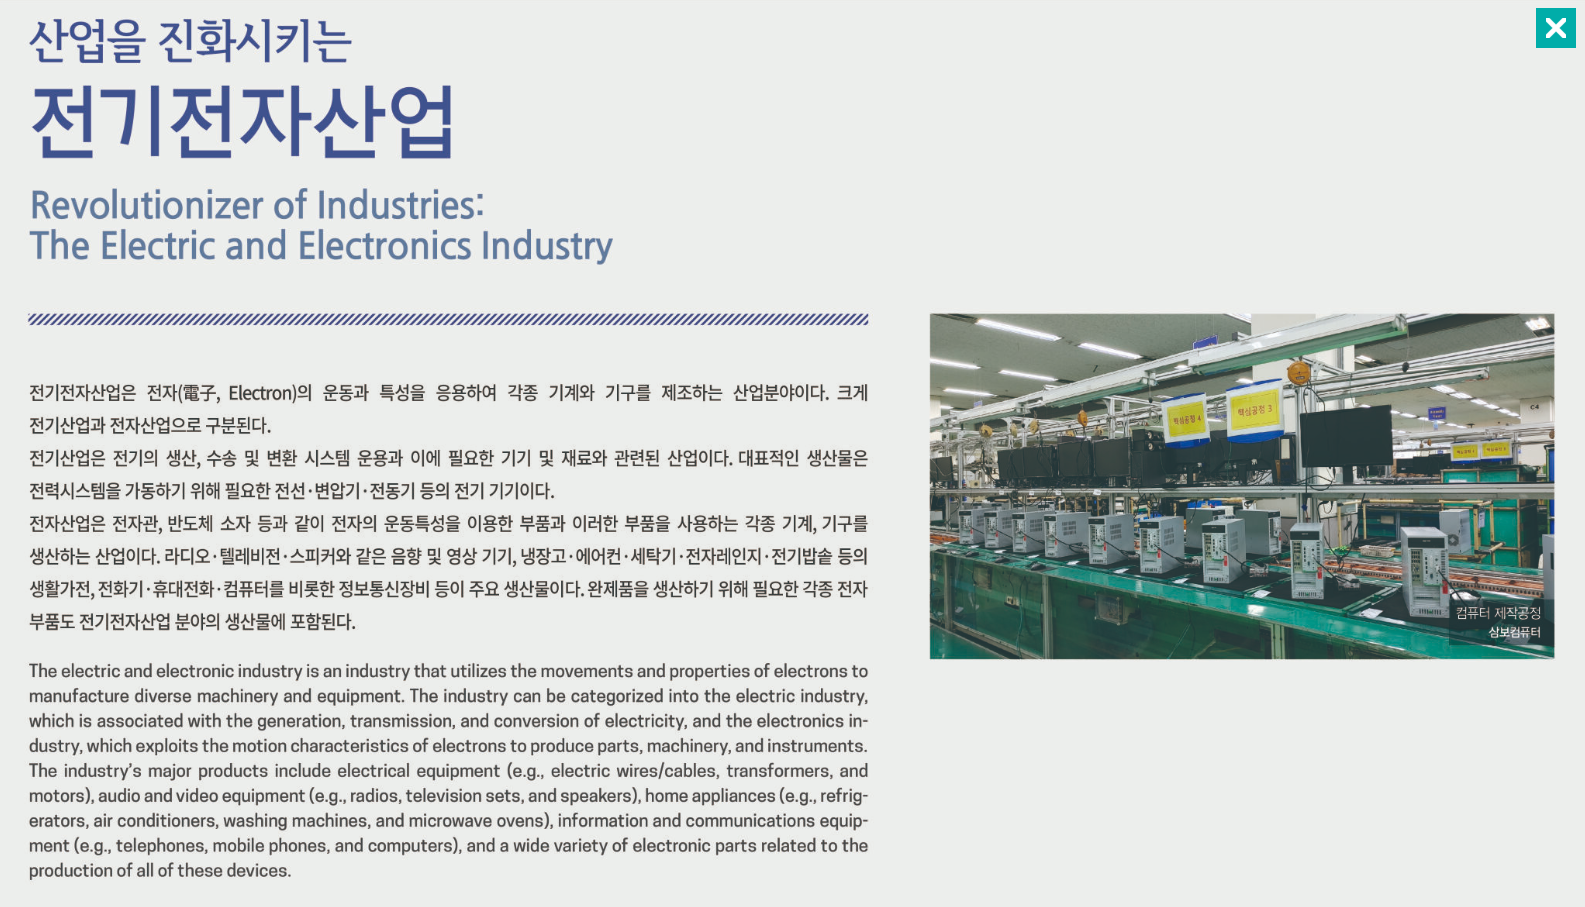 산업을 진화시키는
전기전자산업
Revolutionizer of Industries:
The Electric and Electronics Industry
전기전자산업은 전자(電子, Electron)의 운동과 특성을 응용하여 각종 기계와 기구를 제조하는 산업분야이다. 크게
전기산업과 전자산업으로 구분된다.
전기산업은 전기의 생산, 수송 및 변환 시스템 운용과 이에 필요한 기기 및 재료와 관련된 산업이다. 대표적인 생산물은
전력시스템을 가동하기 위해 필요한 전선·변압기·전동기 등의 전기 기기이다.
전자산업은 전자관, 반도체 소자 등과 같이 전자의 운동특성을 이용한 부품과 이러한 부품을 사용하는 각종 기계, 기구를
생산하는 산업이다. 라디오·텔레비전·스피커와 같은 음향 및 영상 기기, 냉장고·에어컨·세탁기·전자레인지·전기밥솥 등의
생활가전, 전화기·휴대전화·컴퓨터를 비롯한 정보통신장비 등이 주요 생산물이다. 완제품을 생산하기 위해 필요한 각종 전자
부품도 전기전자산업 분야의 생산물에 포함된다.
The electric and electronic industry is an industry that utilizes the movements and properties of electrons to
manufacture diverse machinery and equipment. The industry can be categorized into the electric industry,
which is associated with the generation, transmission, and conversion of electricity, and the electronics in-
dustry, which exploits the motion characteristics of electrons to produce parts, machinery, and instruments.
The industry's major products include electrical equipment (e.g., electric wires/cables, transformers, and
motors), audio and video equipment (e.g., radios, television sets, and speakers), home appliances (e.g., refrig-
erators, air conditioners, washing machines, and microwave ovens), information and communications equip-
ment (e.g., telephones, mobile phones, and computers), and a wide variety of electronic parts related to the
production of all of these devices.
핵심공정 4
핵심공정 3
C4
컴퓨터 제작공정
삼보컴퓨터